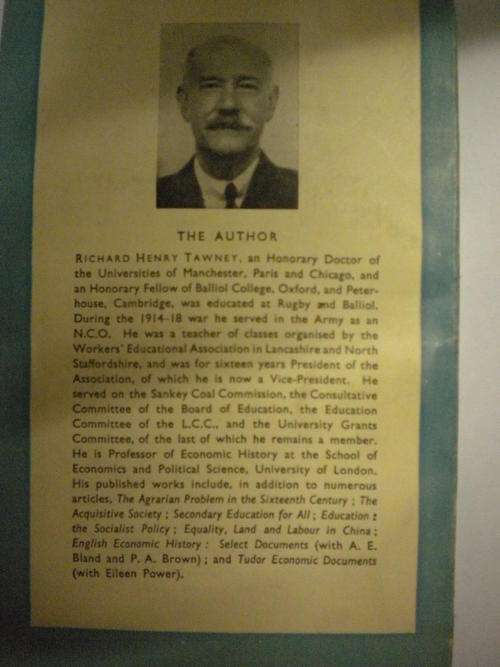 THE AUTHOR
RICHARD HENRY TAWNEY, an Honorary Doctor of
the Universities of Manchester, Paris and Chicago, and
an Honorary Fellow of Balliol College, Oxford, and Peter-
house, Cambridge, was educated at Rugby and Balliol.
During the 1914-18 war he served in the Army as an
N.C.O. He was a teacher of classes organised by the
Workers' Educational Association in Lancashire and North
Staffordshire, and was for sixteen years President of the
Association, of which he is now a Vice-President. He
served on the Sankey Coal Commission, the Consultative
Committee of the Board of Education, the Education
Committee of the L.C.C., and the University Grants
Committee, of the last of which he remains a member.
He is Professor of Economic History at the School of
Economics and Political Science, University of London.
His published works include, in addition to numerous
articles, The Agrarian Problem in the Sixteenth Century ; The
Acquisitive Society ; Secondary Education for All ; Education :
the Socialist Policy ; Equality, Land and Labour in China ;
English Economic History : Select Documents (with A. E.
Bland and P. A. Brown) ; and Tudor Economic Documents
(with Eileen Power).